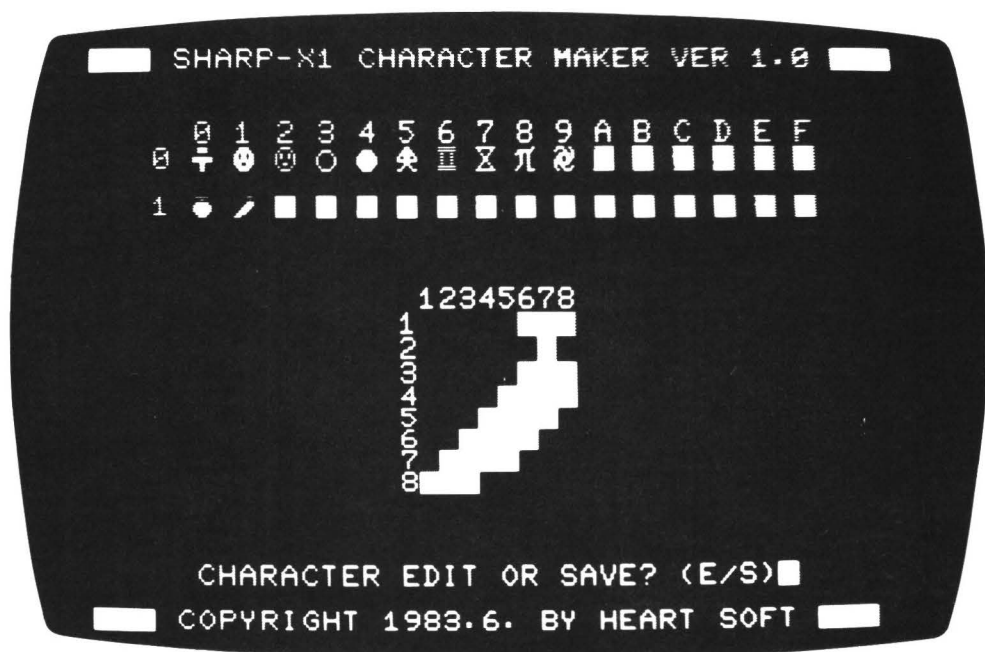 SHARP-X1 CHARACTER MAKER VER 1.0
0 1 2 3 4 5 6 7 8 9 A B C D E F
0 π
1
12345678
1
2
3
4
5
6
7
8
CHARACTER EDIT OR SAVE? (E/S)
COPYRIGHT 1983.6. BY HEART SOFT